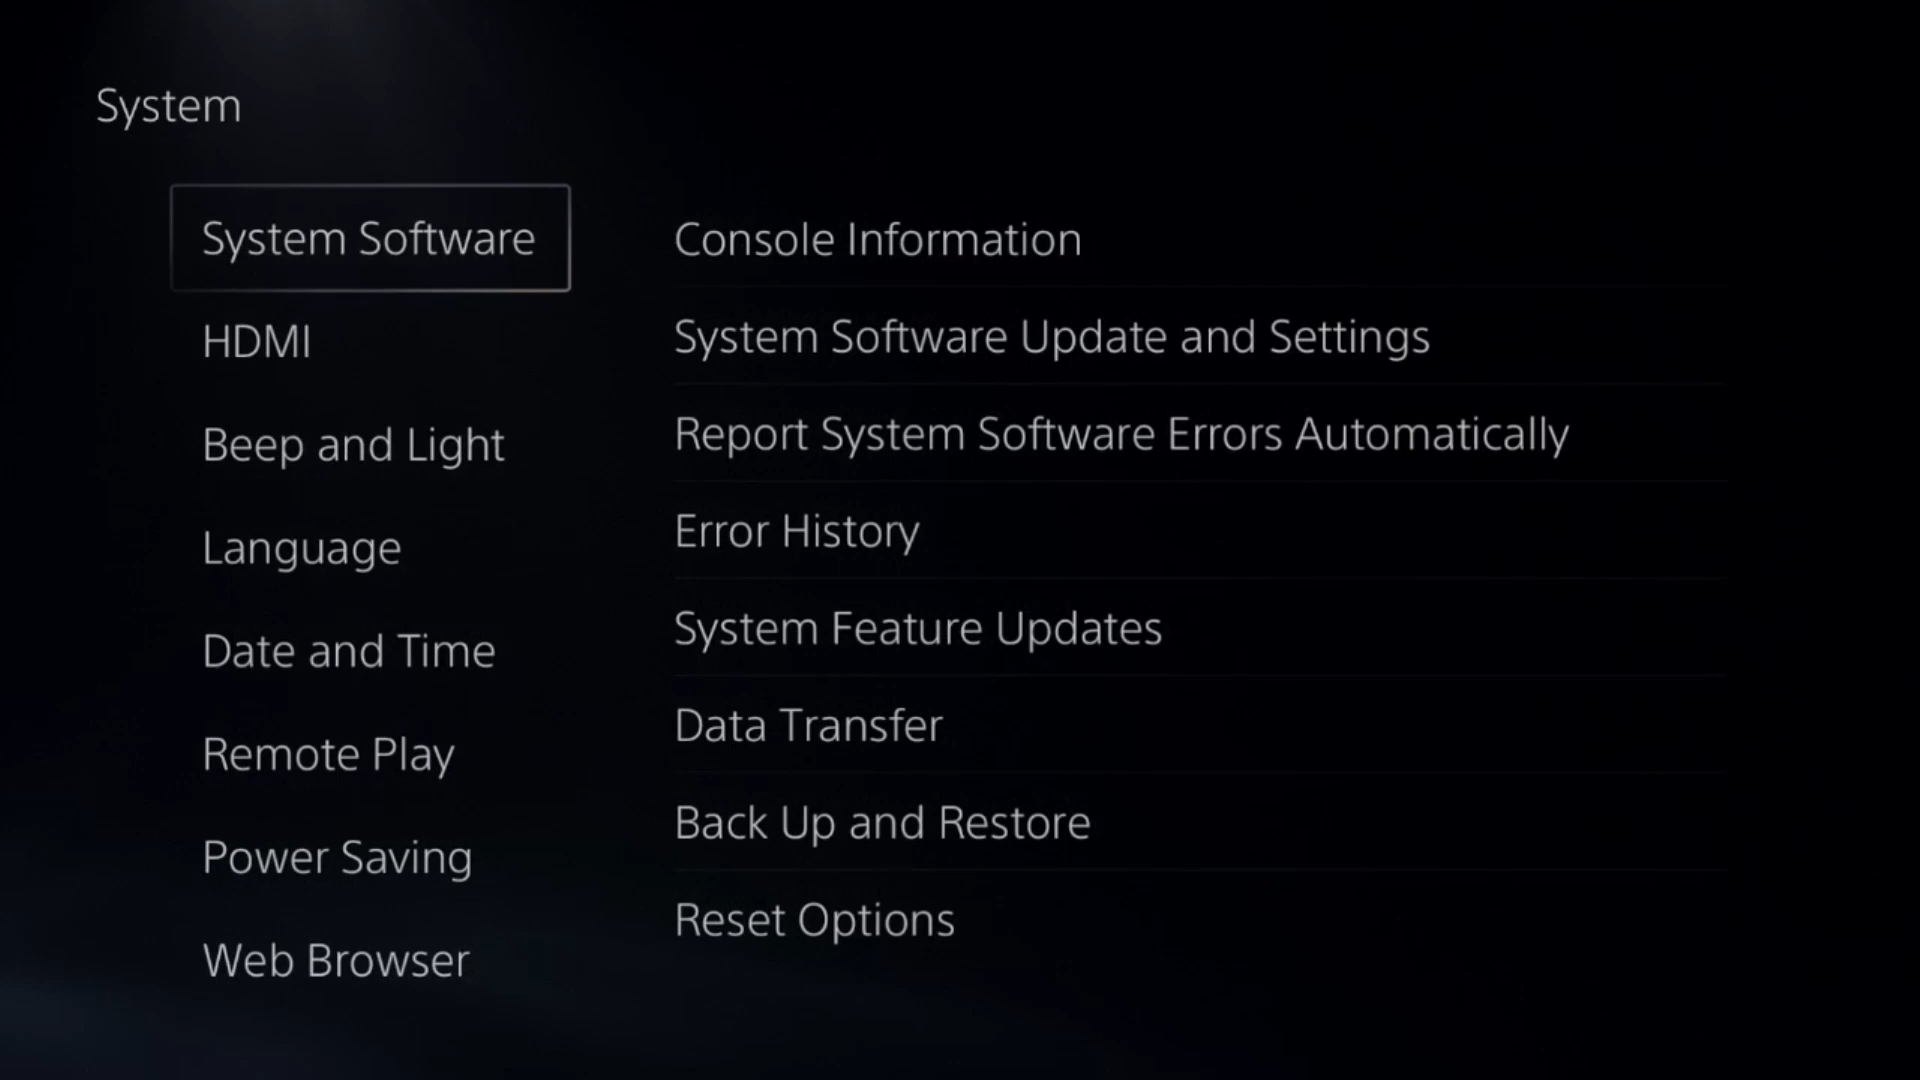 System
System Software
HDMI
Beep and Light
Language
Date and Time
Remote Play
Power Saving
Web Browser
Console Information
System Software Update and Settings
Report System Software Errors Automatically
Error History
System Feature Updates
Data Transfer
Back Up and Restore
Reset Options